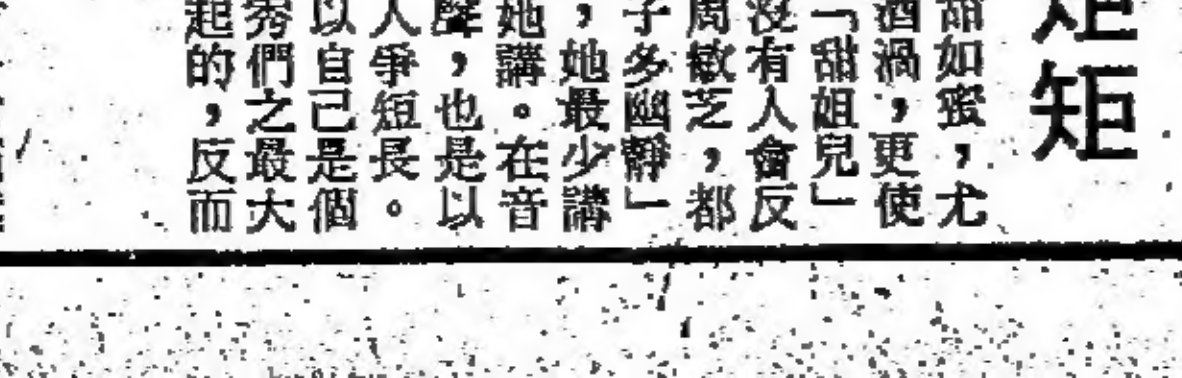 矩
甜如蜜，尤
酒渦，更使
「甜姐兒」
沒有人會反
周敏芝，都
子多幽靜」
，她最少講
她講。在音
聲，也是以
人爭短長。
以自己是個
秀們之最大
起的，反而